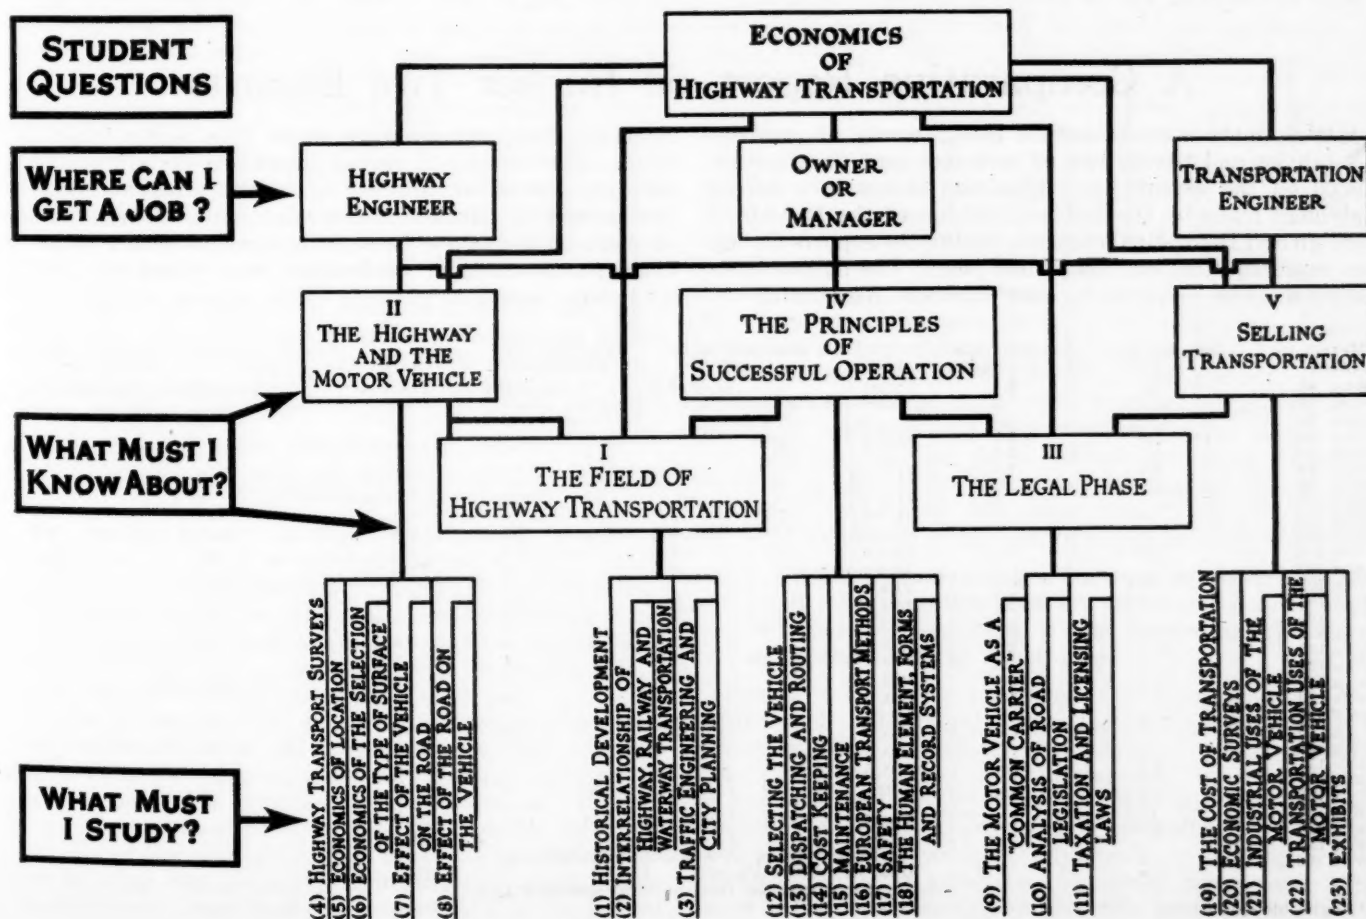 STUDENT
QUESTIONS
ECONOMICS
OF
HIGHWAY TRANSPORTATION
WHERE CAN I
GET A JOB?
HIGHWAY
ENGINEER
OWNER
OR
MANAGER
TRANSPORTATION
ENGINEER
II
THE HIGHWAY
AND THE
MOTOR VEHICLE
IV
THE PRINCIPLES
OF
SUCCESSFUL OPERATION
V
SELLING
TRANSPORTATION
WHAT MUST I
KNOW ABOUT?
I
THE FIELD OF
HIGHWAY TRANSPORTATION
III
THE LEGAL PHASE
WHAT MUST
I STUDY?
(4) HIGHWAY TRANSPORT SURVEYS
(5) ECONOMICS OF LOCATION
(6) ECONOMICS OF THE SELECTION
OF THE TYPE OF SURFACE
(7) EFFECT OF THE VEHICLE
ON THE ROAD
(8) EFFECT OF THE ROAD ON
THE VEHICLE
(1) HISTORICAL DEVELOPMENT
(2) INTERRELATIONSHIP OF
HIGHWAY, RAILWAY AND
WATERWAY TRANSPORTATION
(3) TRAFFIC ENGINEERING AND
CITY PLANNING
(12) SELECTING THE VEHICLE
(13) DISPATCHING AND ROUTING
(14) COST KEEPING
(15) MAINTENANCE
(16) EUROPEAN TRANSPORT METHODS
(17) SAFETY
(18) THE HUMAN ELEMENT, FORMS
AND RECORD SYSTEMS
(9) THE MOTOR VEHICLE AS A
"COMMON CARRIER"
(10) ANALYSIS OF ROAD
LEGISLATION
(11) TAXATION AND LICENSING
LAWS
(19) THE COST OF TRANSPORTATION
(20) ECONOMIC SURVEYS
(21) INDUSTRIAL USES OF THE
MOTOR VEHICLE
(22) TRANSPORTATION USES OF THE
MOTOR VEHICLE
(23) EXHIBITS